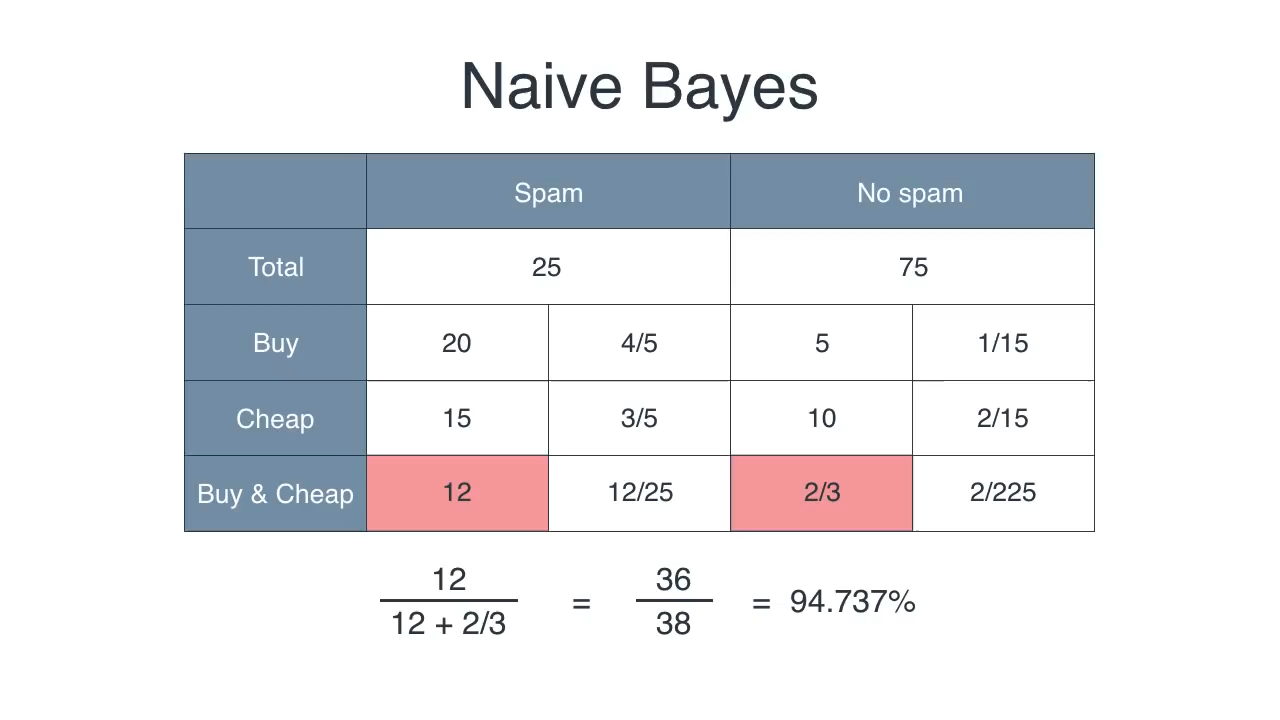 Naive Bayes
Spam No spam
Total 25 75
Buy 20 4/5 5 1/15
Cheap 15 3/5 10 2/15
Buy & Cheap 12 12/25 2/3 2/225
12 36
= = 94.737%
12 + 2/3 38